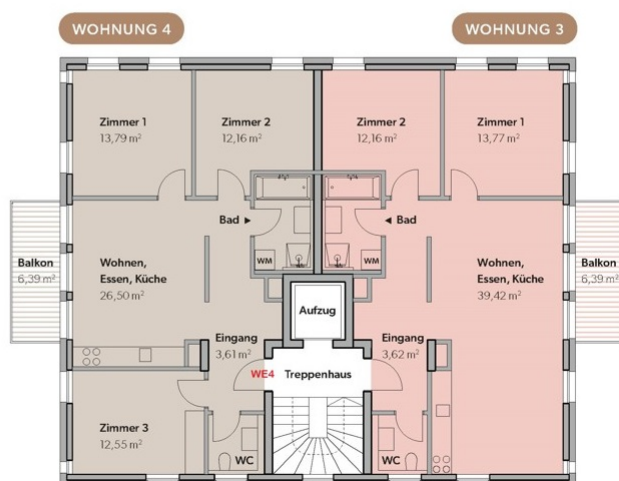 WOHNUNG 4
WOHNUNG 3
Zimmer 1
13,79 m²
Zimmer 2
12,16 m²
Zimmer 2
12,16 m²
Zimmer 1
13,77 m²
Bad
Bad
Balkon
6,39 m²
Wohnen,
Essen, Küche
26,50 m²
WM
WM
Wohnen,
Essen, Küche
39,42 m²
Balkon
6,39 m²
Aufzug
Eingang
3,61 m²
Eingang
3,62 m²
WE4
Treppenhaus
Zimmer 3
12,55 m²
WC
WC